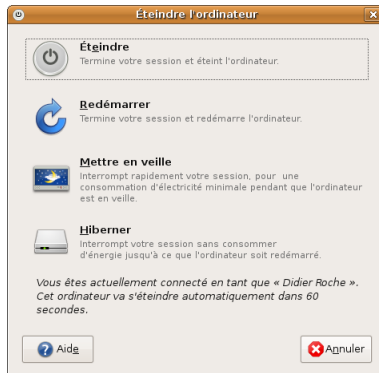 Éteindre l'ordinateur
Éteindre
Termine votre session et éteint l'ordinateur.
Redémarrer
Termine votre session et redémarre l'ordinateur.
Mettre en veille
Interrompt rapidement votre session, pour une
consommation d'électricité minimale pendant que l'ordinateur
est en veille.
Hiberner
Interrompt votre session sans consommer
d'énergie jusqu'à ce que l'ordinateur soit redémarré.
Vous êtes actuellement connecté en tant que « Didier Roche ».
Cet ordinateur va s'éteindre automatiquement dans 60
secondes.
Aide
Annuler